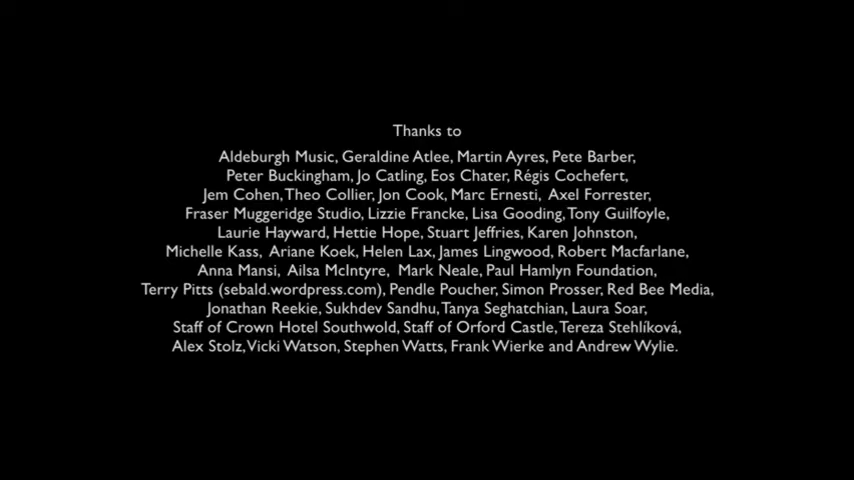 Thanks to
Aldeburgh Music, Geraldine Atlee, Martin Ayres, Pete Barber,
Peter Buckingham, Jo Catling, Eos Chater, Régis Cochefert,
Jem Cohen, Theo Collier, Jon Cook, Marc Ernesti, Axel Forrester,
Fraser Muggeridge Studio, Lizzie Francke, Lisa Gooding, Tony Guilfoyle,
Laurie Hayward, Hettie Hope, Stuart Jeffries, Karen Johnston,
Michelle Kass, Ariane Koek, Helen Lax, James Lingwood, Robert Macfarlane,
Anna Mansi, Ailsa McIntyre, Mark Neale, Paul Hamlyn Foundation,
Terry Pitts (sebald.wordpress.com), Pendle Poucher, Simon Prosser, Red Bee Media,
Jonathan Reekie, Sukhdev Sandhu, Tanya Seghatchian, Laura Soar,
Staff of Crown Hotel Southwold, Staff of Orford Castle, Tereza Stehlíková,
Alex Stolz, Vicki Watson, Stephen Watts, Frank Wierke and Andrew Wylie.